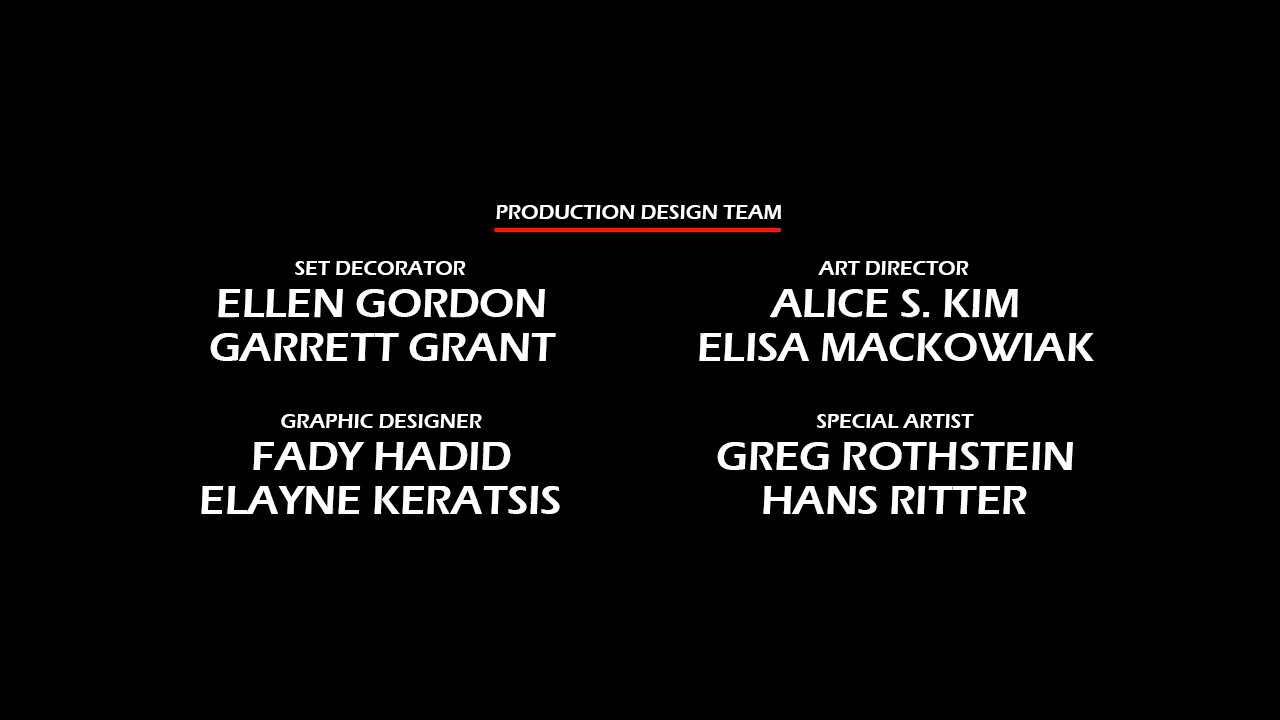 PRODUCTION DESIGN TEAM
SET DECORATOR
ELLEN GORDON
GARRETT GRANT
ART DIRECTOR
ALICE S. KIM
ELISA MACKOWIAK
GRAPHIC DESIGNER
FADY HADID
ELAYNE KERATSIS
SPECIAL ARTIST
GREG ROTHSTEIN
HANS RITTER